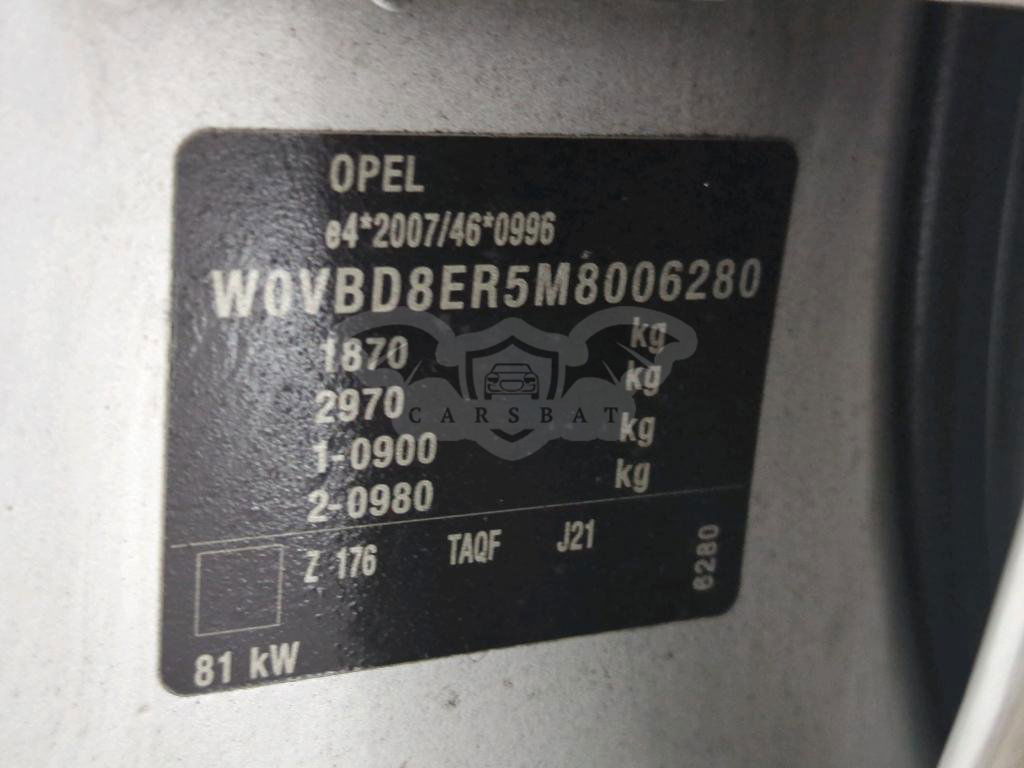 OPEL
e4*2007/46*0996
W0VBD8ER5M8006280
1870 kg
2970 kg
1-0900 kg
2-0980 kg
Z 176 TAQF J21
6280
81 kW
CARSBAT